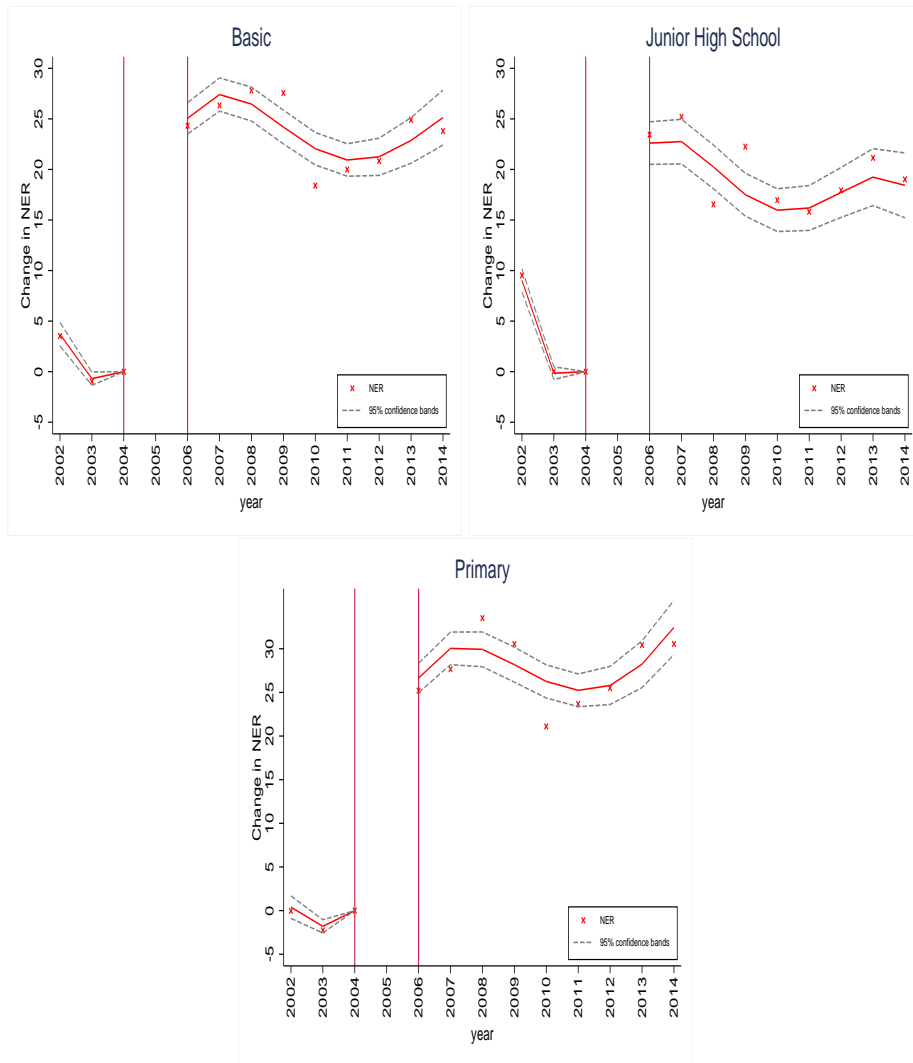 Basic
Change in NER
30
25
20
15
10
5
0
-5
x NER
95% confidence bands
2002 2003 2004 2005 2006 2007 2008 2009 2010 2011 2012 2013 2014
year
Junior High School
Change in NER
30
25
20
15
10
5
0
-5
x NER
95% confidence bands
2002 2003 2004 2005 2006 2007 2008 2009 2010 2011 2012 2013 2014
year
Primary
Change in NER
30
25
20
15
10
5
0
-5
x NER
95% confidence bands
2002 2003 2004 2005 2006 2007 2008 2009 2010 2011 2012 2013 2014
year